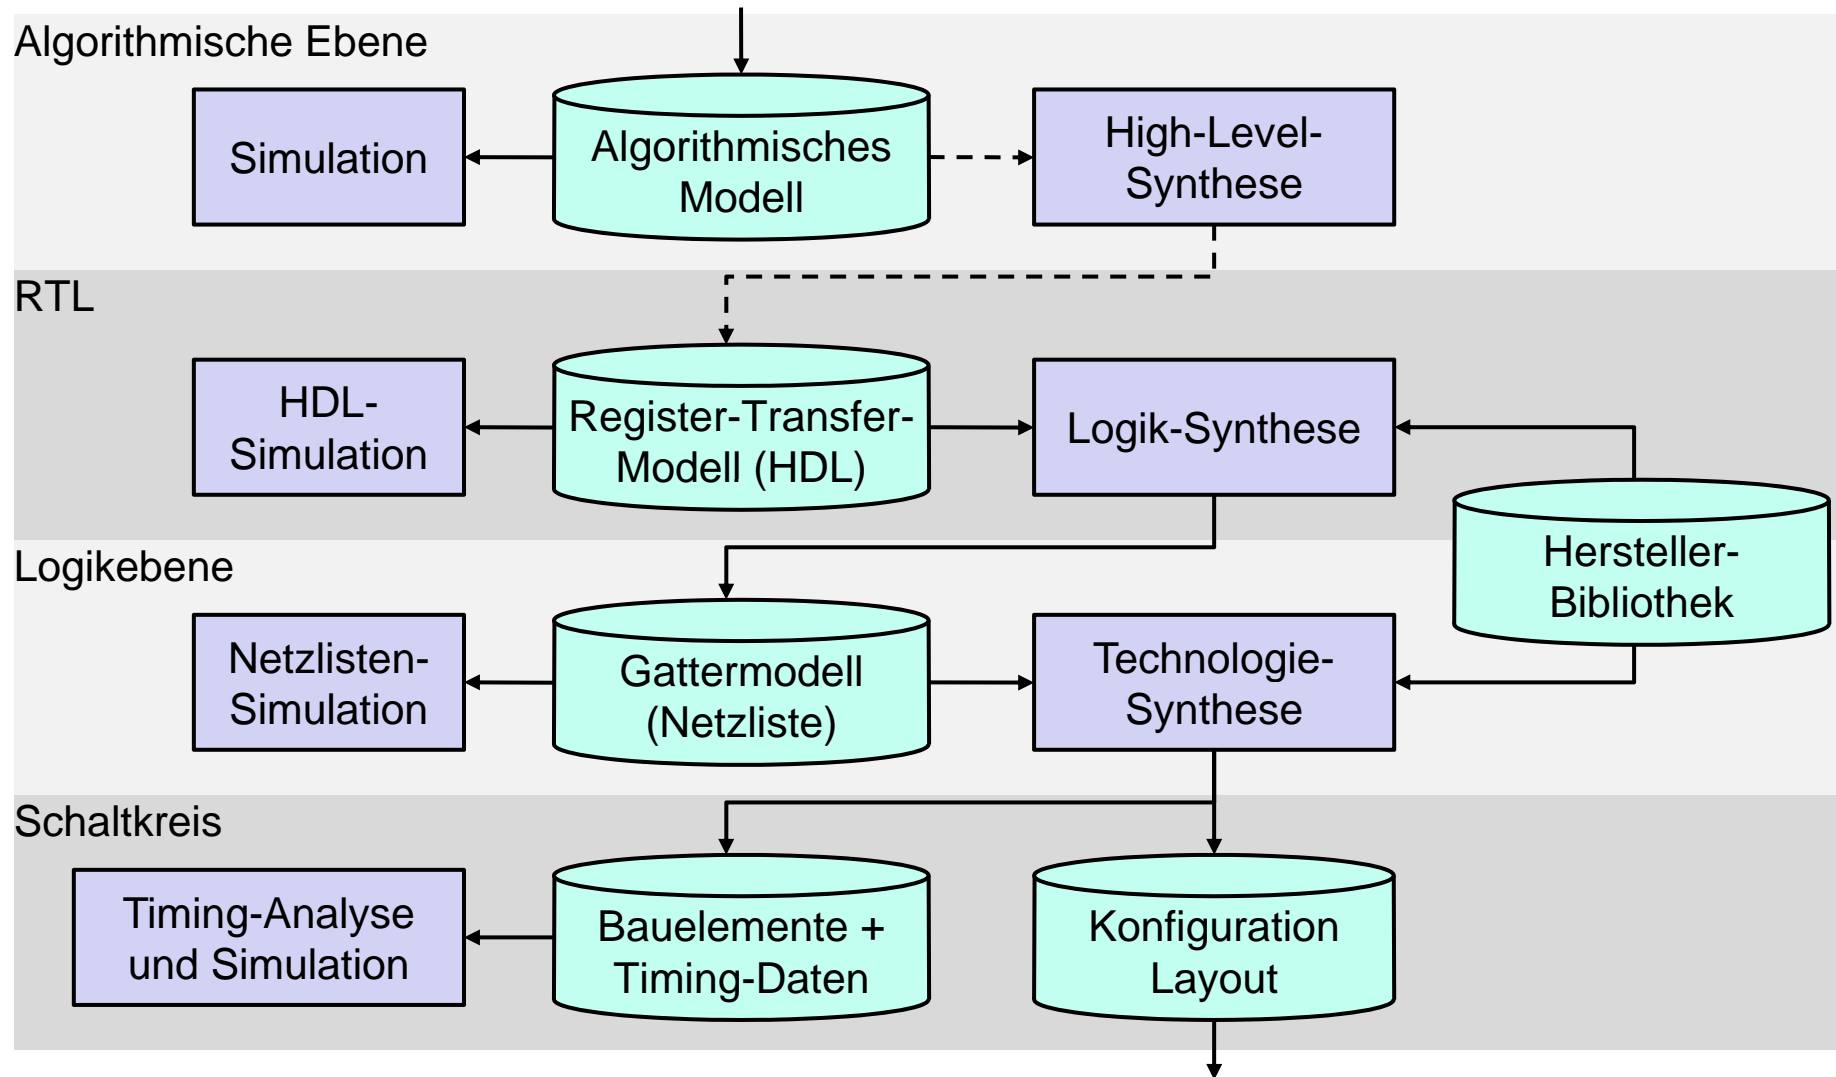 Algorithmische Ebene
Simulation
Algorithmisches
Modell
High-Level-
Synthese
RTL
HDL-
Simulation
Register-Transfer-
Modell (HDL)
Logik-Synthese
Hersteller-
Bibliothek
Logikebene
Netzlisten-
Simulation
Gattermodell
(Netzliste)
Technologie-
Synthese
Schaltkreis
Timing-Analyse
und Simulation
Bauelemente +
Timing-Daten
Konfiguration
Layout